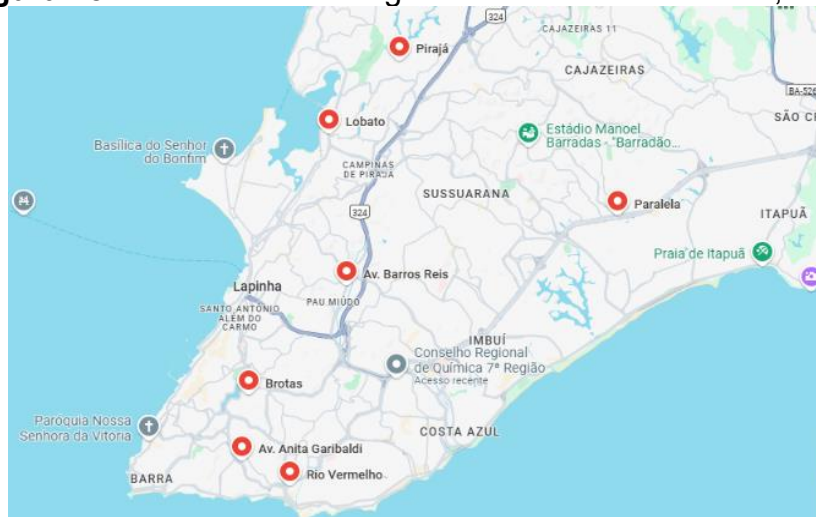 324
CAJAZEIRAS 11
Pirajá
CAJAZEIRAS
BA-526
Lobato
Estádio Manoel
Barradas - "Barradão...
Basílica do Senhor
do Bonfim
CAMPINAS
DE PIRAJÁ
SUSSUARANA
324
Paralela
ITAPUÃ
Praia de Itapuã
Av. Barros Reis
Lapinha
SANTO ANTÔNIO
ALÉM DO
CARMO
PAU MIÚDO
IMBUÍ
Conselho Regional
de Química 7ª Região
Acesso recente
Brotas
Paróquia Nossa
Senhora da Vitória
COSTA AZUL
Av. Anita Garibaldi
Rio Vermelho
BARRA